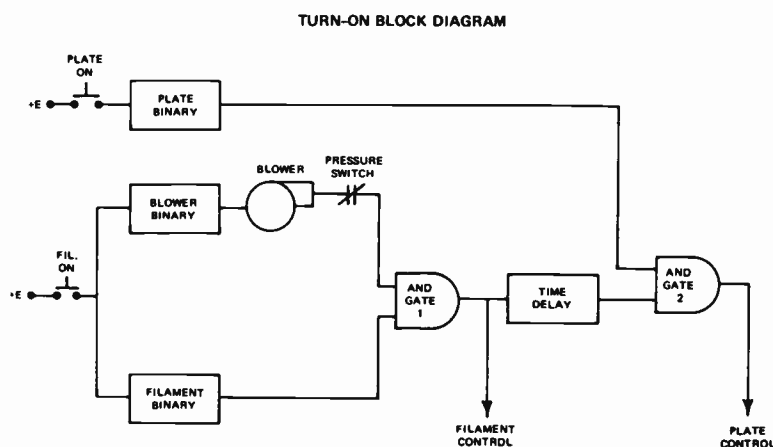 TURN-ON BLOCK DIAGRAM
PLATE
ON
+E
PLATE
BINARY
BLOWER
PRESSURE
SWITCH
BLOWER
BINARY
FIL.
ON
+E
AND
GATE
1
TIME
DELAY
AND
GATE
2
FILAMENT
BINARY
FILAMENT
CONTROL
PLATE
CONTROL